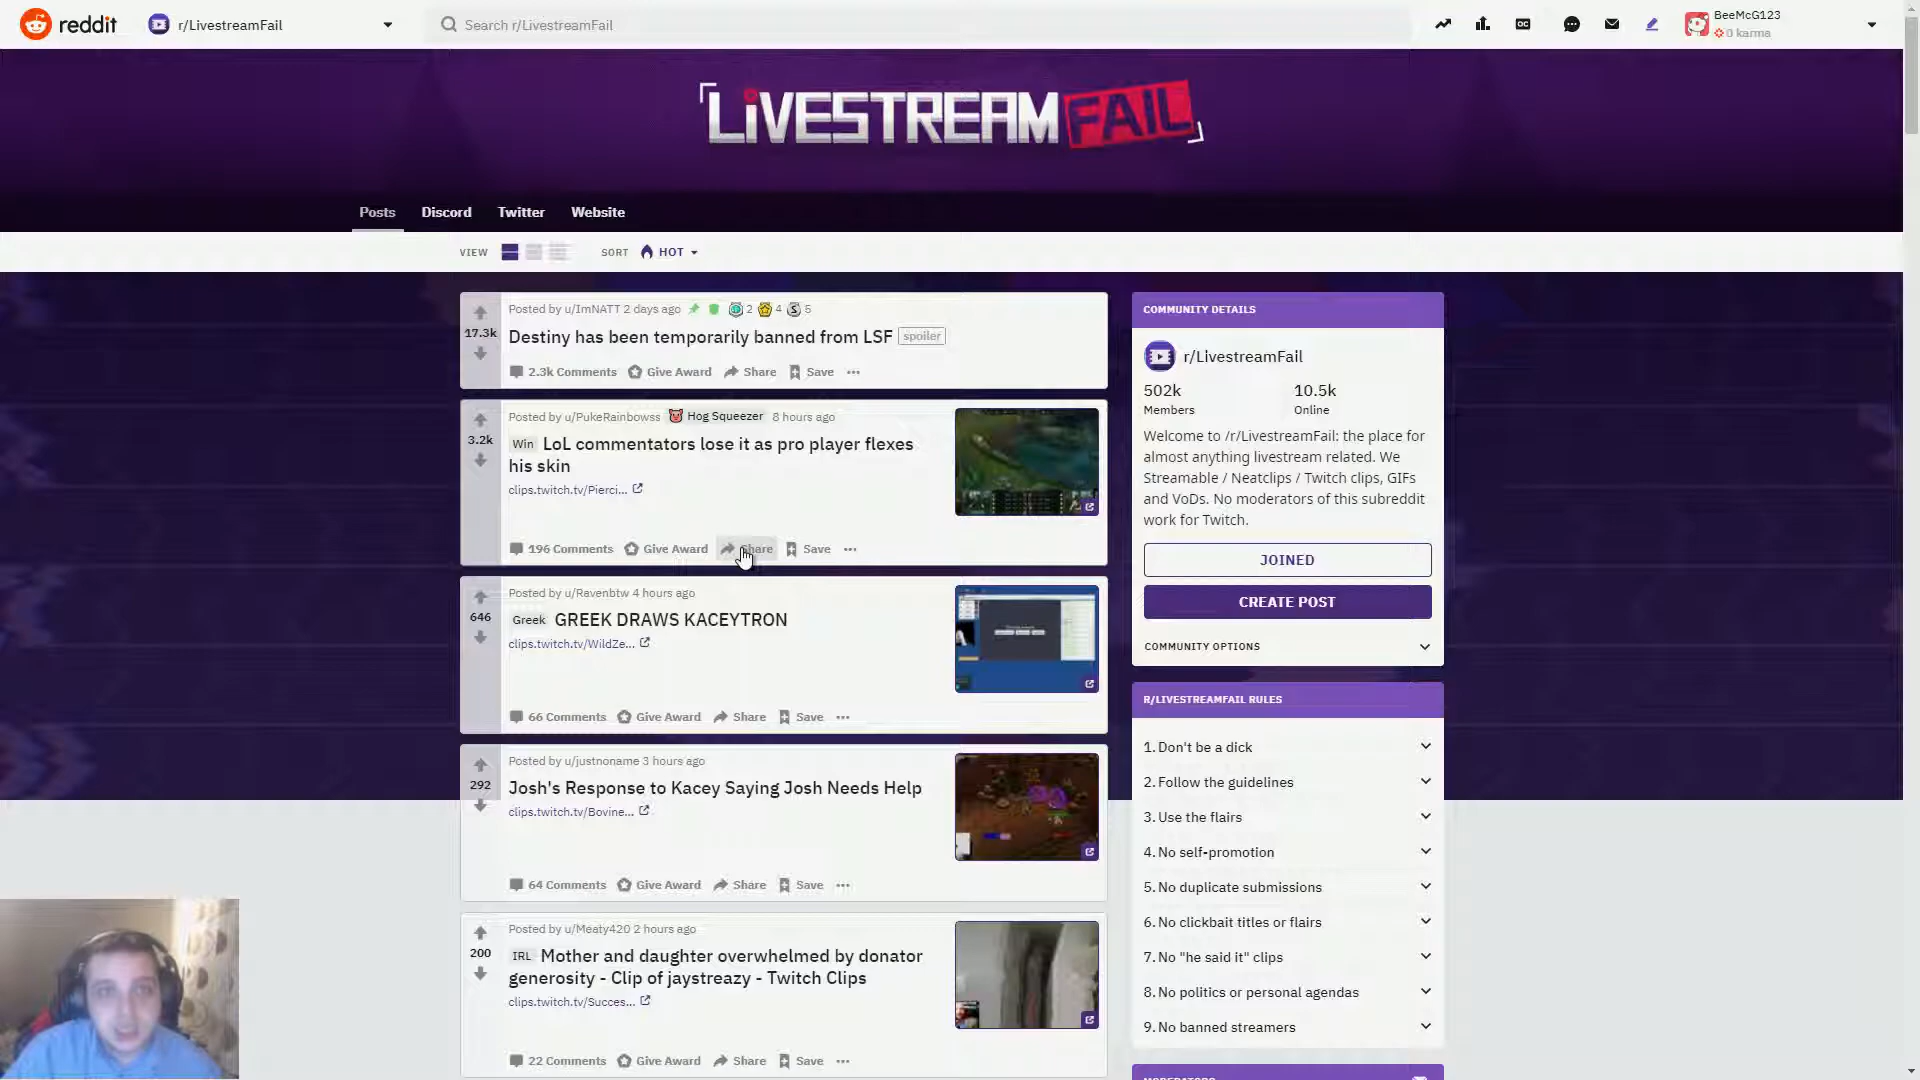 reddit r/LivestreamFail Search r/LivestreamFail CC BeeMcG123
0 karma
LiVESTREAM FAIL
Posts Discord Twitter Website
VIEW SORT HOT
17.3k
Posted by u/ImNATT 2 days ago 2 4 S 5
Destiny has been temporarily banned from LSF spoiler
2.3k Comments Give Award Share Save ...
3.2k
Posted by u/PukeRainbowss Hog Squeezer 8 hours ago
Win LoL commentators lose it as pro player flexes
his skin
clips.twitch.tv/Pierci...
196 Comments Give Award Share Save ...
646
Posted by u/Ravenbtw 4 hours ago
Greek GREEK DRAWS KACEYTRON
clips.twitch.tv/WildZe...
66 Comments Give Award Share Save ...
292
Posted by u/justnoname 3 hours ago
Josh's Response to Kacey Saying Josh Needs Help
clips.twitch.tv/Bovine...
64 Comments Give Award Share Save ...
200
Posted by u/Meaty420 2 hours ago
IRL Mother and daughter overwhelmed by donator
generosity - Clip of jaystreazy - Twitch Clips
clips.twitch.tv/Succes...
22 Comments Give Award Share Save ...
COMMUNITY DETAILS
r/LivestreamFail
502k 10.5k
Members Online
Welcome to /r/LivestreamFail: the place for
almost anything livestream related. We
Streamable / Neatclips / Twitch clips, GIFs
and VoDs. No moderators of this subreddit
work for Twitch.
JOINED
CREATE POST
COMMUNITY OPTIONS
R/LIVESTREAMFAIL RULES
1. Don't be a dick
2. Follow the guidelines
3. Use the flairs
4. No self-promotion
5. No duplicate submissions
6. No clickbait titles or flairs
7. No "he said it" clips
8. No politics or personal agendas
9. No banned streamers
MODERATORS